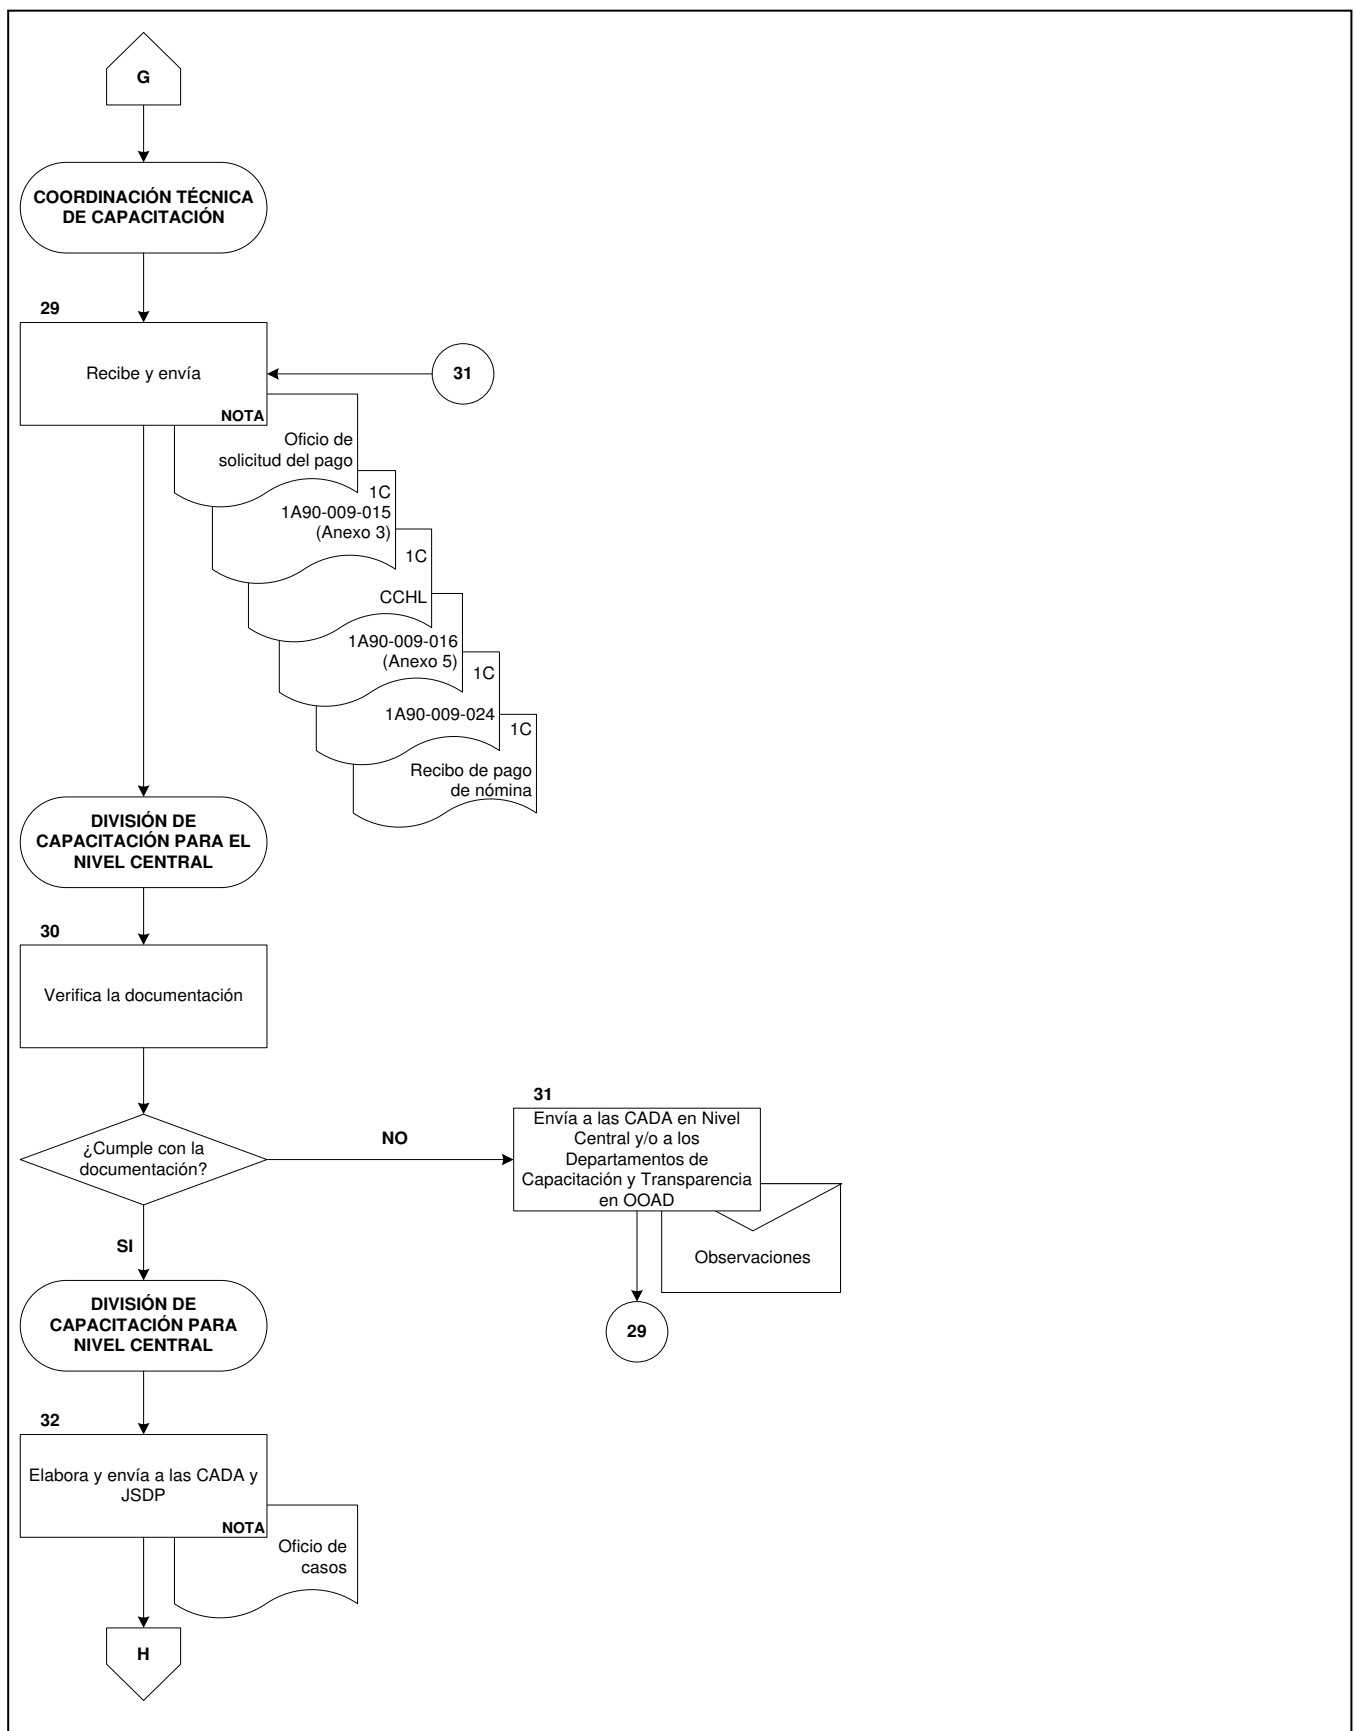 G
COORDINACIÓN TÉCNICA
DE CAPACITACIÓN
29
Recibe y envía
NOTA
31
Oficio de
solicitud del pago
1C
1A90-009-015
(Anexo 3)
1C
CCHL
1A90-009-016
(Anexo 5)
1C
1A90-009-024
1C
Recibo de pago
de nómina
DIVISIÓN DE
CAPACITACIÓN PARA EL
NIVEL CENTRAL
30
Verifica la documentación
¿Cumple con la
documentación?
NO
31
Envía a las CADA en Nivel
Central y/o a los
Departamentos de
Capacitación y Transparencia
en OOAD
Observaciones
29
SI
DIVISIÓN DE
CAPACITACIÓN PARA
NIVEL CENTRAL
32
Elabora y envía a las CADA y
JSDP
NOTA
Oficio de
casos
H